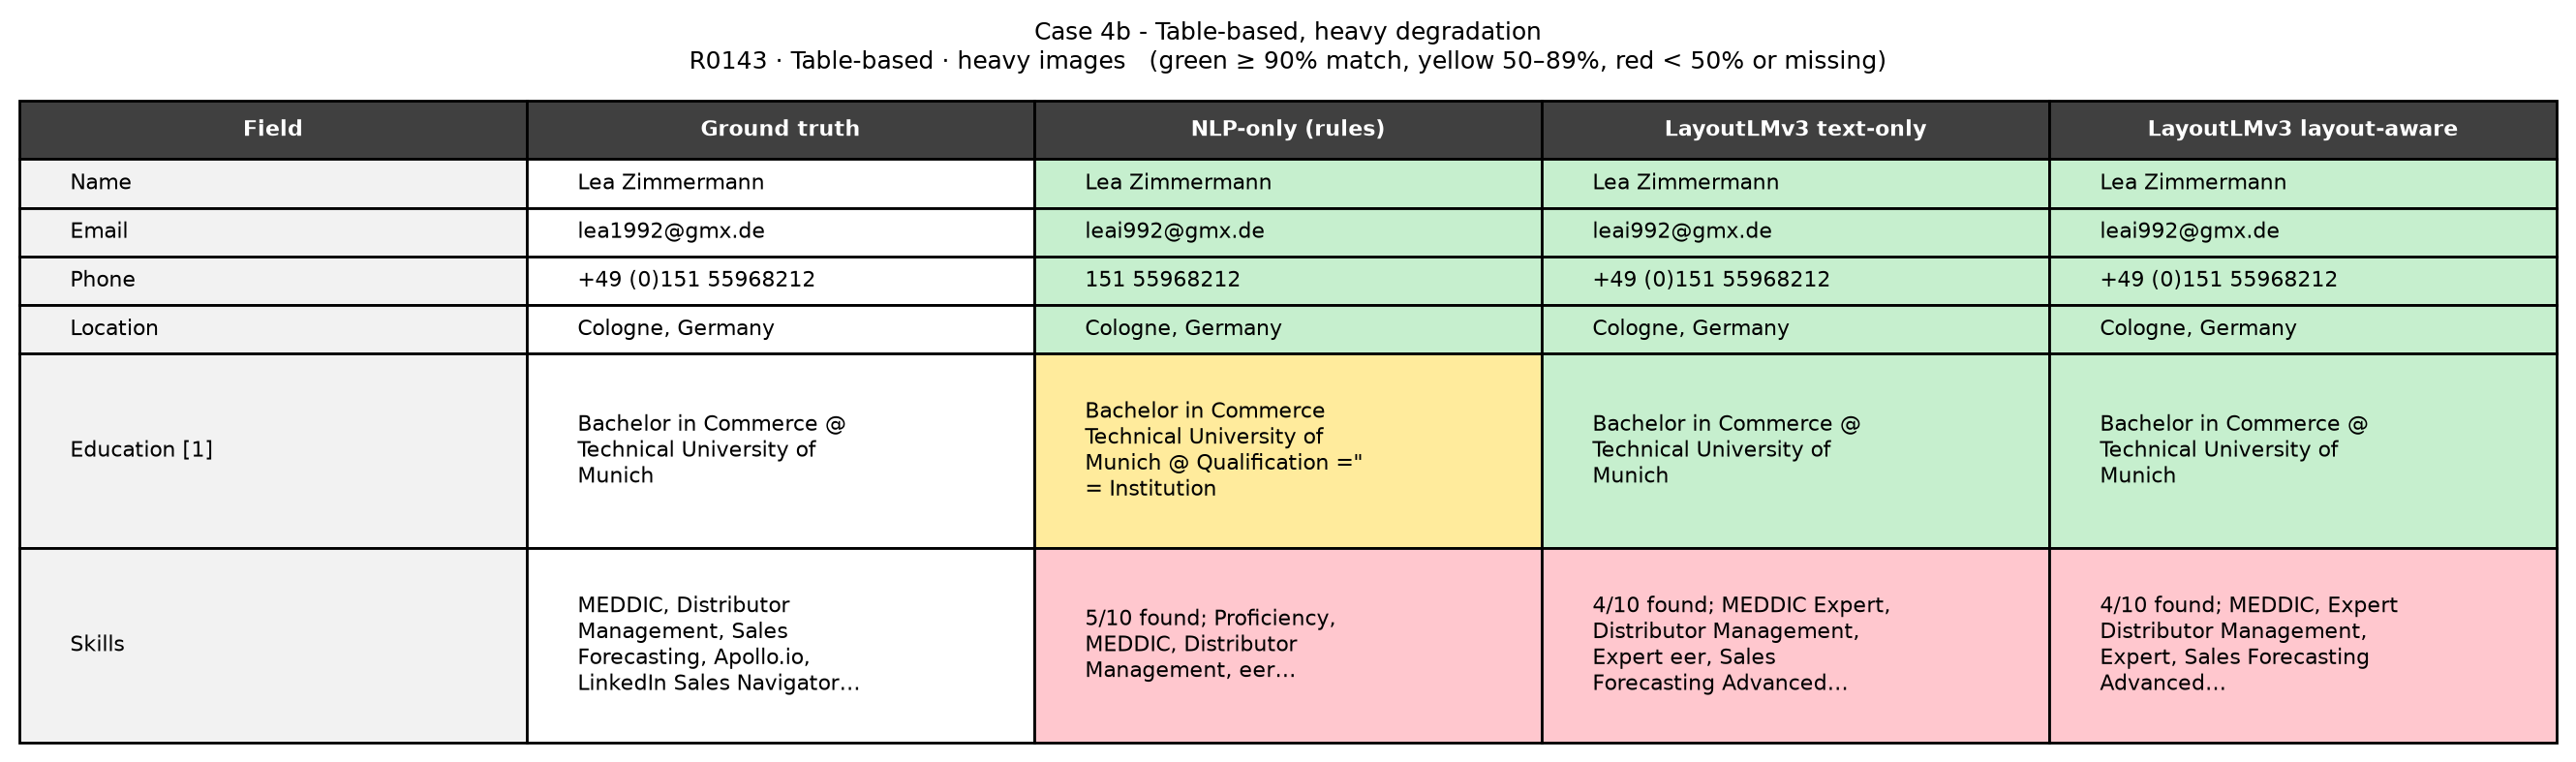 Case 4b - Table-based, heavy degradation
R0143 · Table-based · heavy images   (green ≥ 90% match, yellow 50–89%, red < 50% or missing)
Field
Ground truth
NLP-only (rules)
LayoutLMv3 text-only
LayoutLMv3 layout-aware
Name
Lea Zimmermann
Lea Zimmermann
Lea Zimmermann
Lea Zimmermann
Email
lea1992@gmx.de
leai992@gmx.de
leai992@gmx.de
leai992@gmx.de
Phone
+49 (0)151 55968212
151 55968212
+49 (0)151 55968212
+49 (0)151 55968212
Location
Cologne, Germany
Cologne, Germany
Cologne, Germany
Cologne, Germany
Education [1]
Bachelor in Commerce @
Technical University of
Munich
Bachelor in Commerce
Technical University of
Munich @ Qualification ="
= Institution
Bachelor in Commerce @
Technical University of
Munich
Bachelor in Commerce @
Technical University of
Munich
Skills
MEDDIC, Distributor
Management, Sales
Forecasting, Apollo.io,
LinkedIn Sales Navigator…
5/10 found; Proficiency,
MEDDIC, Distributor
Management, eer…
4/10 found; MEDDIC Expert,
Distributor Management,
Expert eer, Sales
Forecasting Advanced…
4/10 found; MEDDIC, Expert
Distributor Management,
Expert, Sales Forecasting
Advanced…